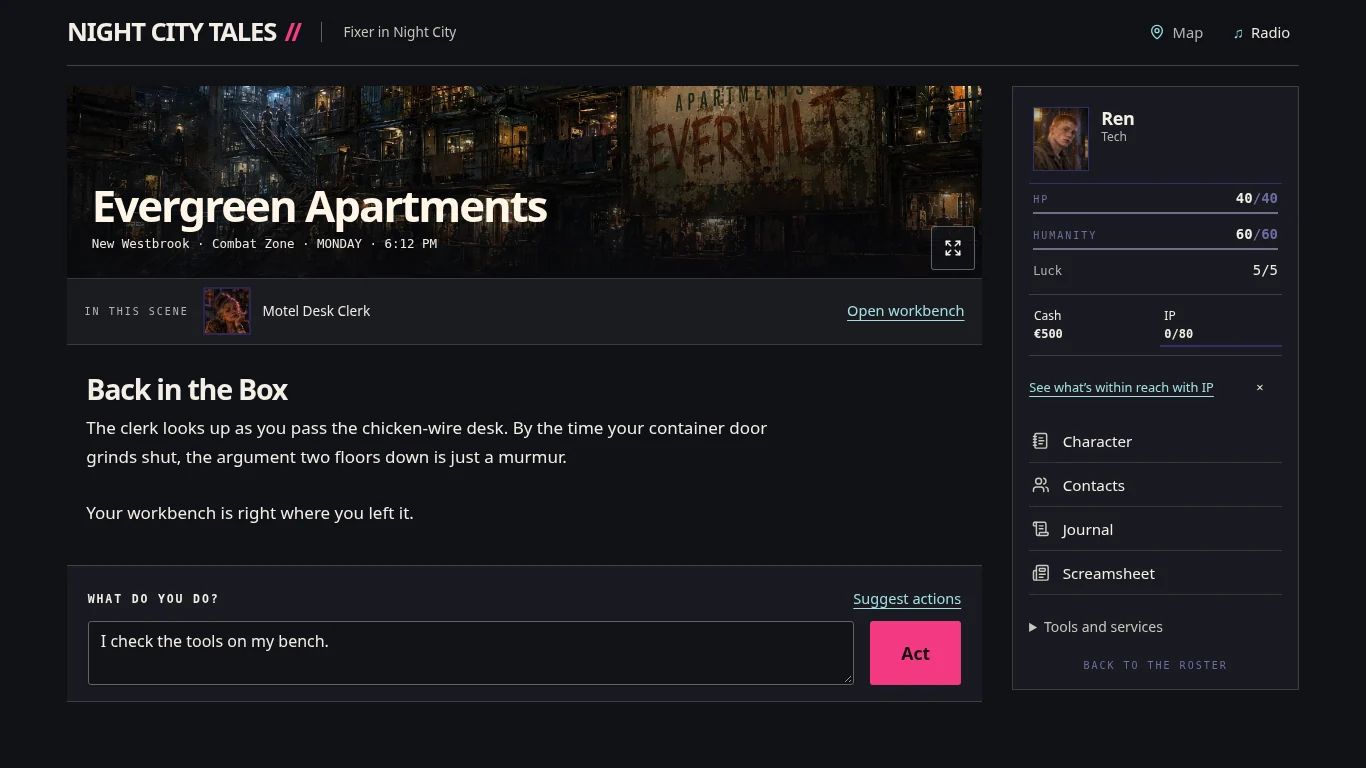 NIGHT CITY TALES //
Fixer in Night City
Map
Radio
APARTMENTS
EVERWILT
Evergreen Apartments
New Westbrook · Combat Zone · MONDAY · 6:12 PM
IN THIS SCENE
Motel Desk Clerk
Open workbench
Back in the Box
The clerk looks up as you pass the chicken-wire desk. By the time your container door
grinds shut, the argument two floors down is just a murmur.
Your workbench is right where you left it.
WHAT DO YOU DO?
Suggest actions
I check the tools on my bench.
Act
Ren
Tech
HP 40/40
HUMANITY 60/60
Luck 5/5
Cash
€500
IP
0/80
See what's within reach with IP ×
Character
Contacts
Journal
Screamsheet
Tools and services
BACK TO THE ROSTER